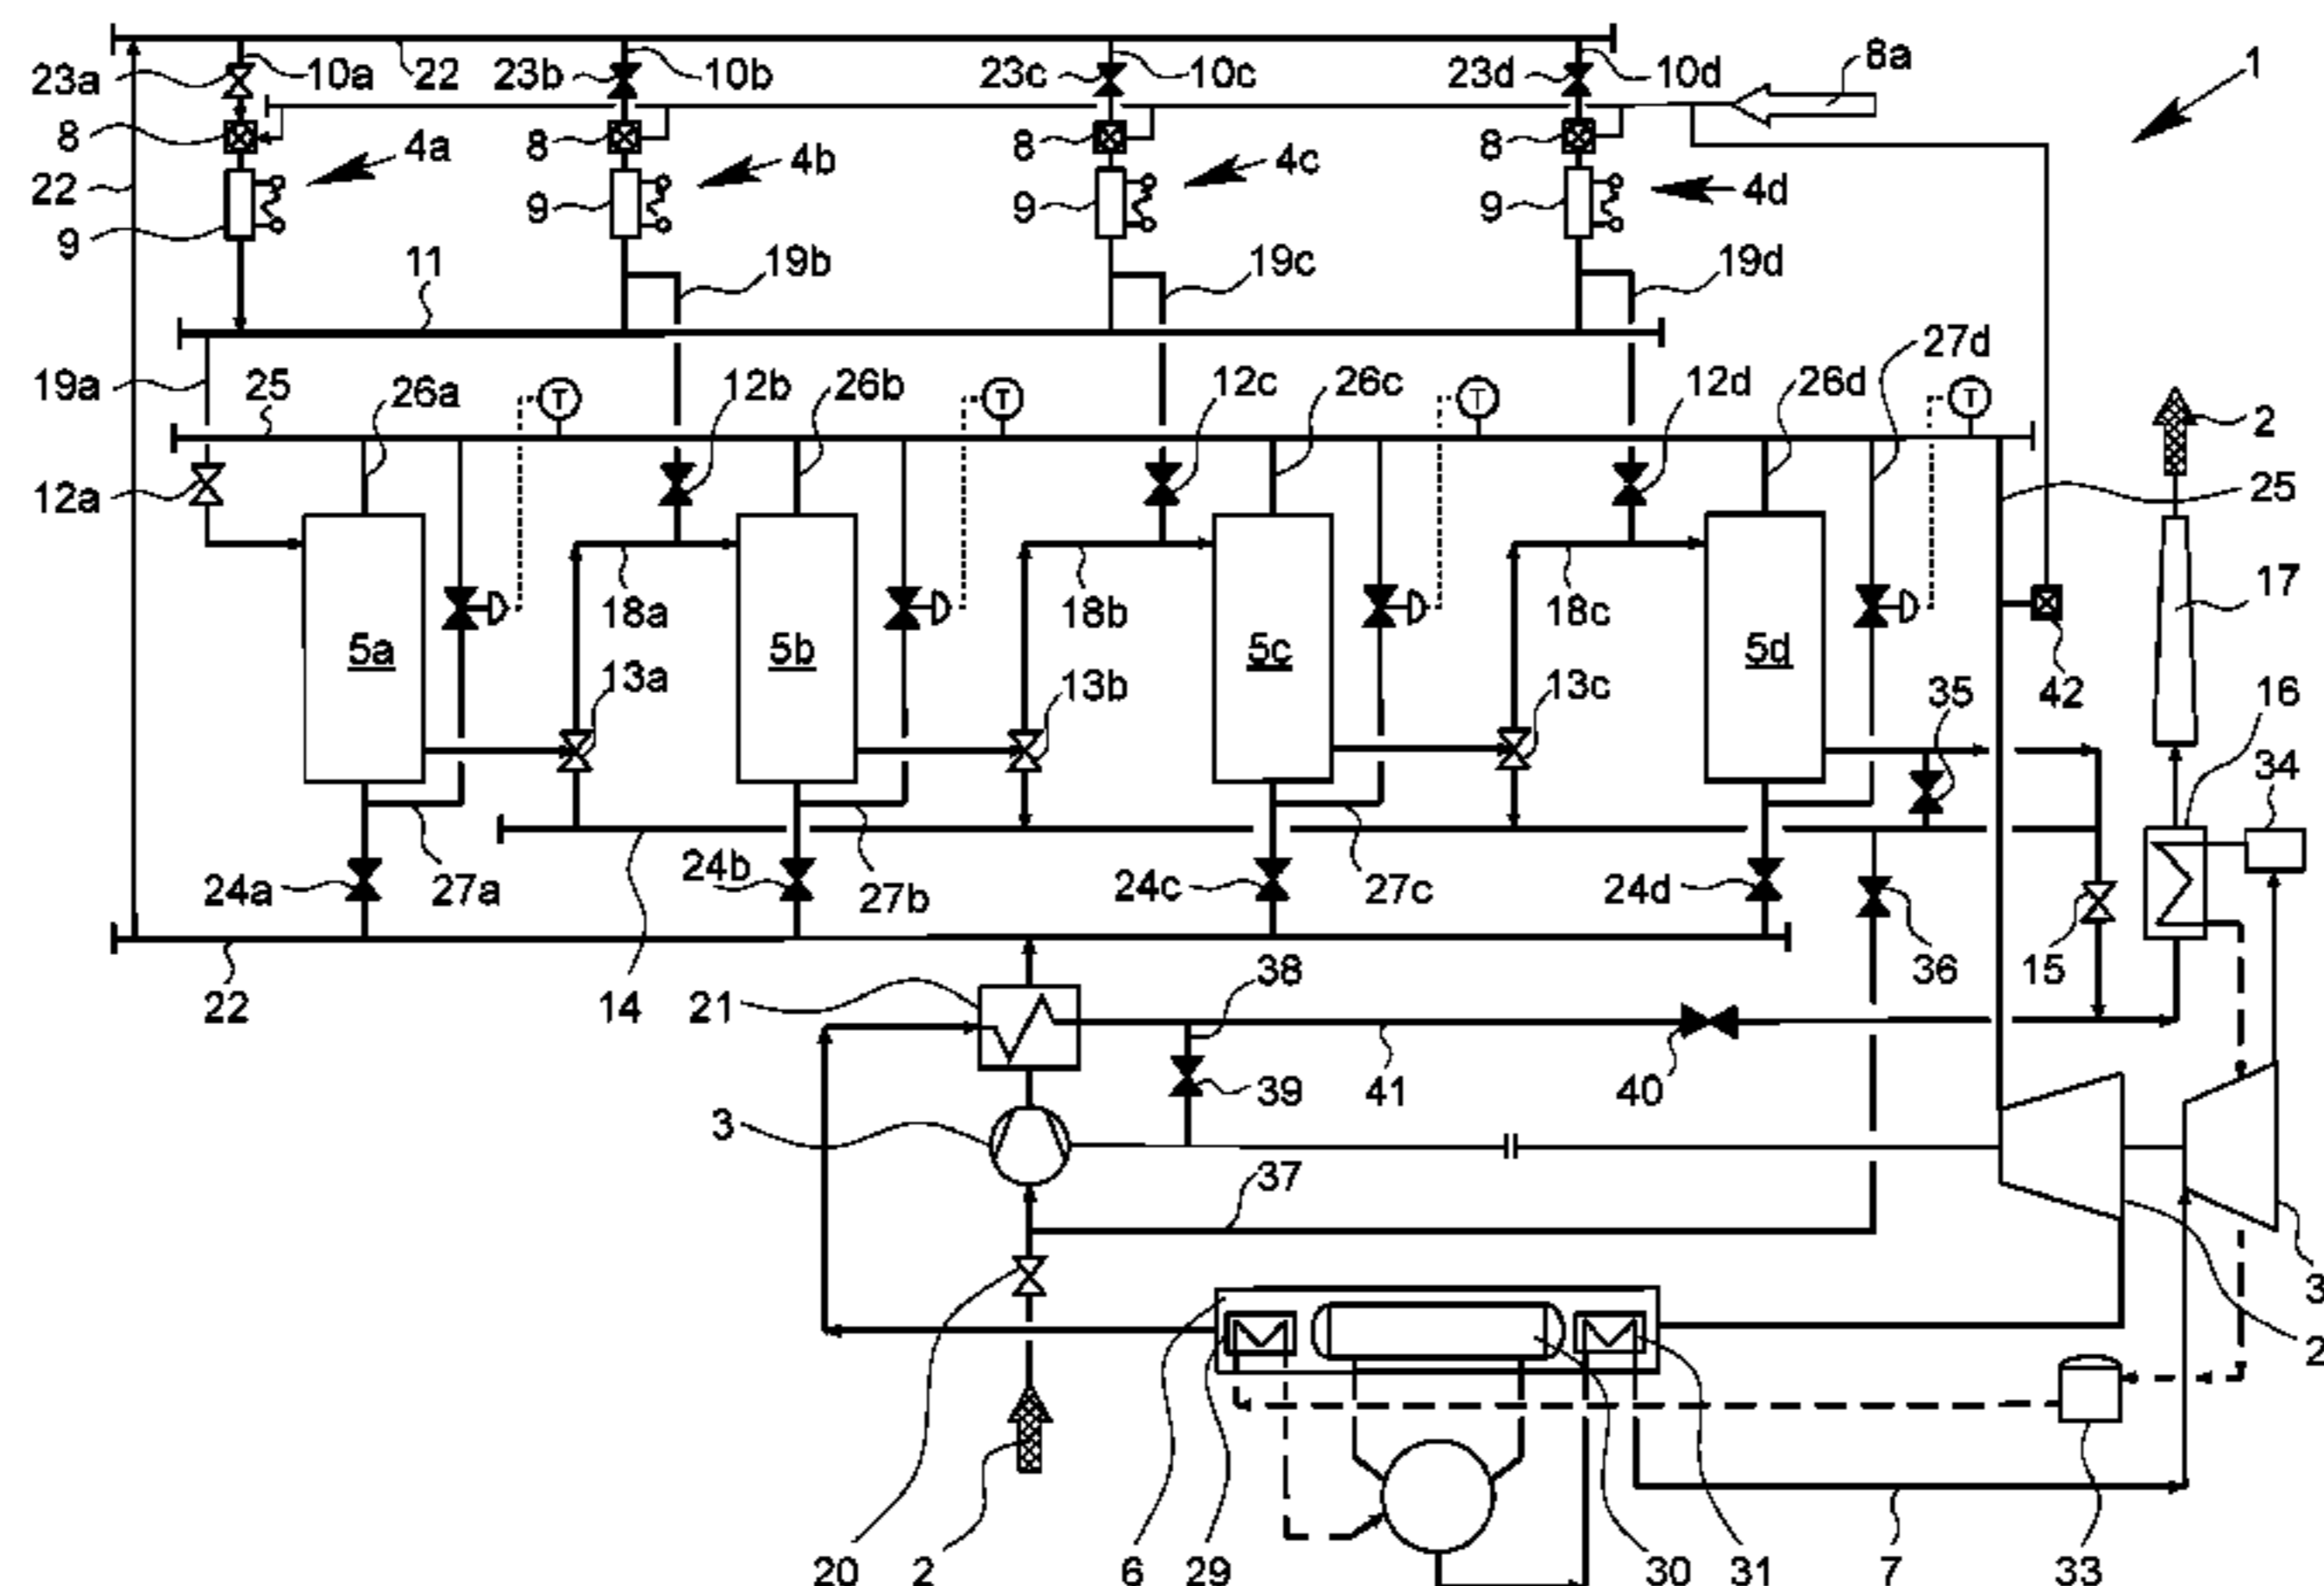 23a 10a 22 23b 10b 23c 10c 23d 10d 8a 1
8 4a 8 4b 8 4c 8 4d
22 9 9 9 9
11 19b 19c 19d
19a 25 26a T 12b 26b T 12c 26c T 12d 26d 27d T 2
12a 25
18a 18b 18c 17
5a 5b 5c 5d
13a 13b 13c 35 42 16
34
24a 27a 24b 27b 24c 27c 24d
22 14 21 38 36 15
39 41 40
3
37
3
2
20 2 6 29 30 31 7 33